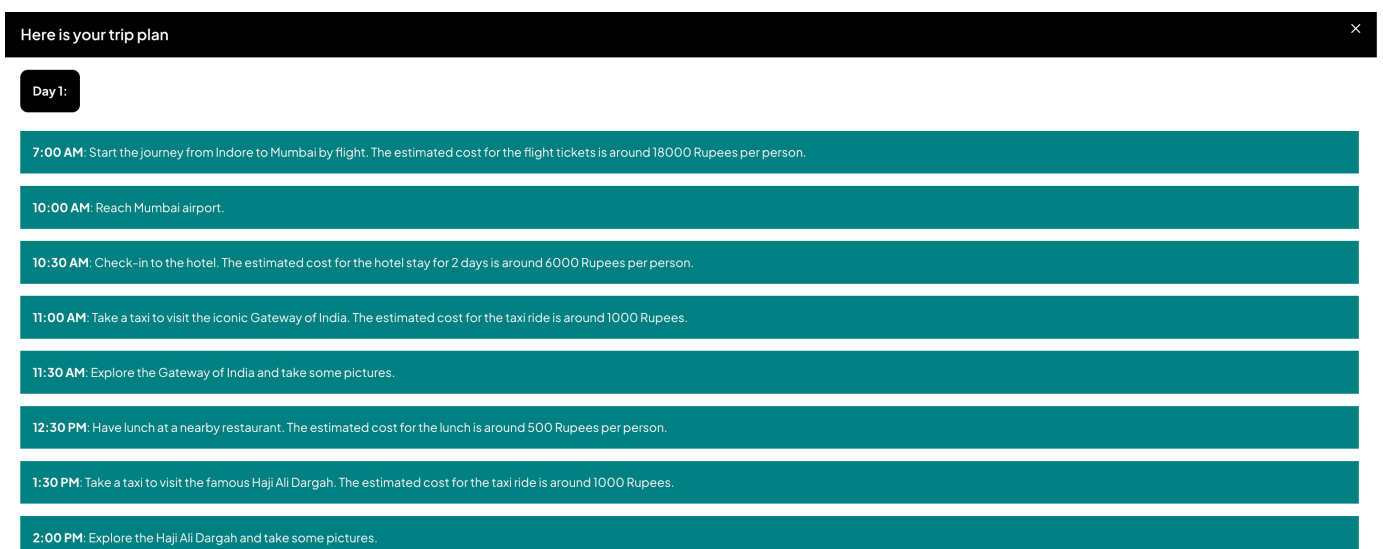 Here is your trip plan
Day 1:
7:00 AM: Start the journey from Indore to Mumbai by flight. The estimated cost for the flight tickets is around 18000 Rupees per person.
10:00 AM: Reach Mumbai airport.
10:30 AM: Check-in to the hotel. The estimated cost for the hotel stay for 2 days is around 6000 Rupees per person.
11:00 AM: Take a taxi to visit the iconic Gateway of India. The estimated cost for the taxi ride is around 1000 Rupees.
11:30 AM: Explore the Gateway of India and take some pictures.
12:30 PM: Have lunch at a nearby restaurant. The estimated cost for the lunch is around 500 Rupees per person.
1:30 PM: Take a taxi to visit the famous Haji Ali Dargah. The estimated cost for the taxi ride is around 1000 Rupees.
2:00 PM: Explore the Haji Ali Dargah and take some pictures.